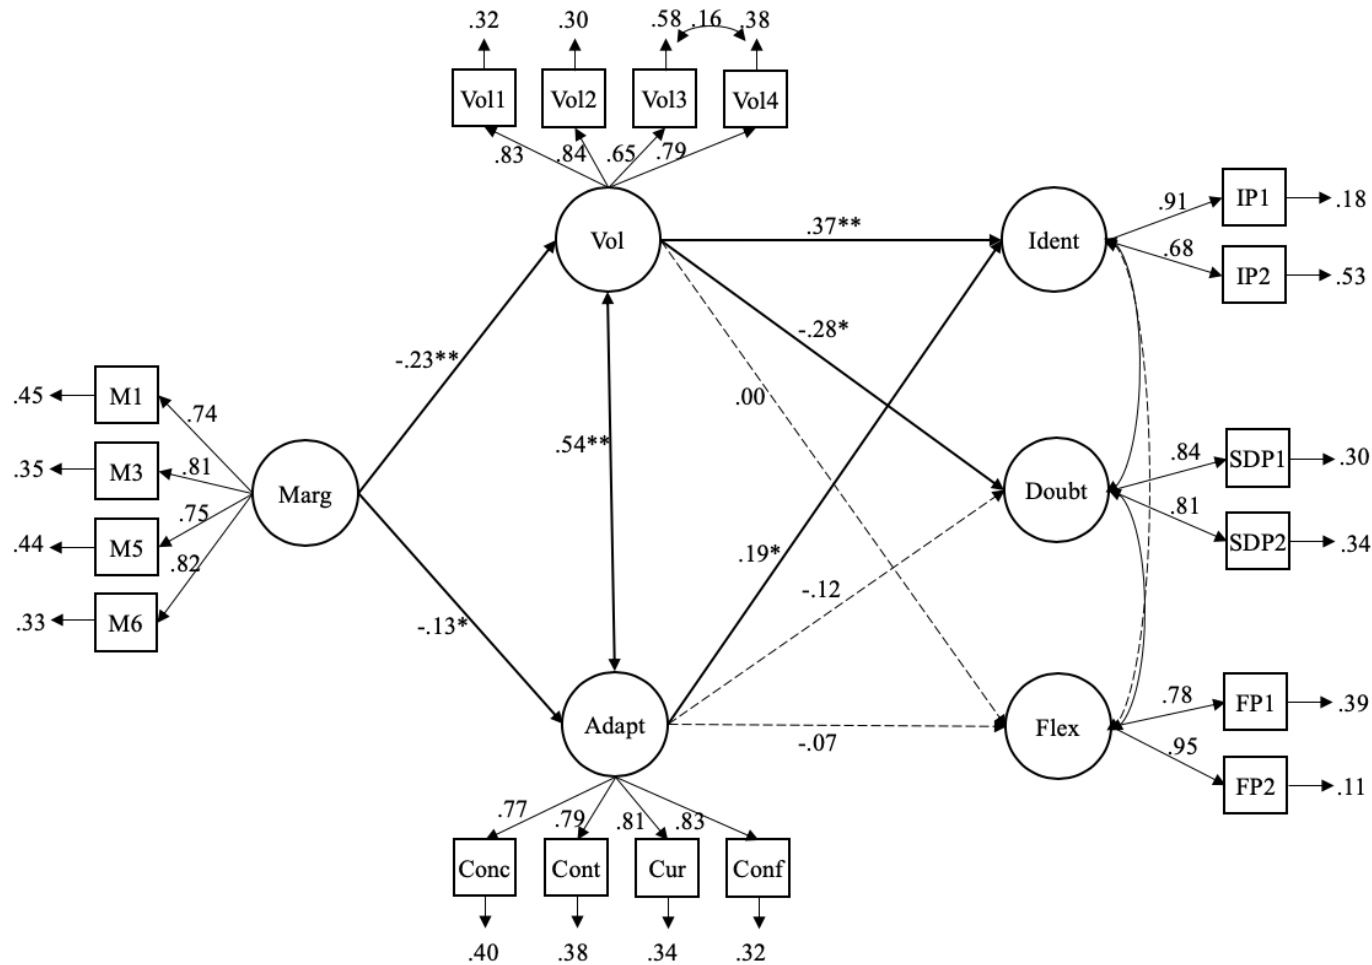 .32 .30 .58 .16 .38
Vol1 Vol2 Vol3 Vol4
.83 .84 .65 .79
IP1 .18
.91
Vol .37** Ident
.68
IP2 .53
-.28*
-.23**
.00
.45 M1
.74
.54**
.84 SDP1 .30
.35 M3 .81
Marg Doubt
.75 .81
.44 M5 SDP2 .34
.19*
.82
-.12
.33 M6
-.13*
.78 FP1 .39
Adapt Flex
-.07 .95
FP2 .11
.77 .79 .81 .83
Conc Cont Cur Conf
.40 .38 .34 .32